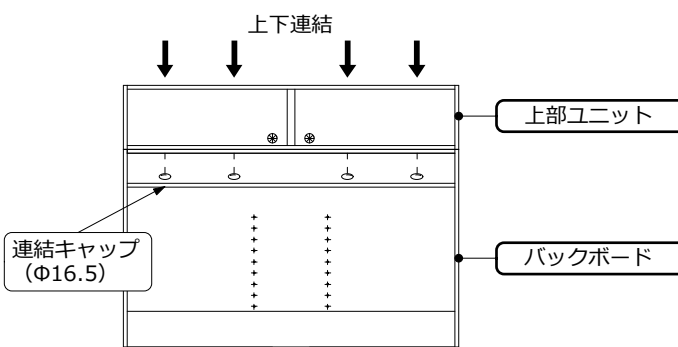 上下連結
上部ユニット
連結キャップ
（Φ16.5）
バックボード